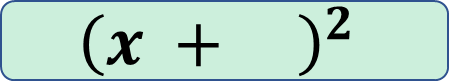 (x +   )²